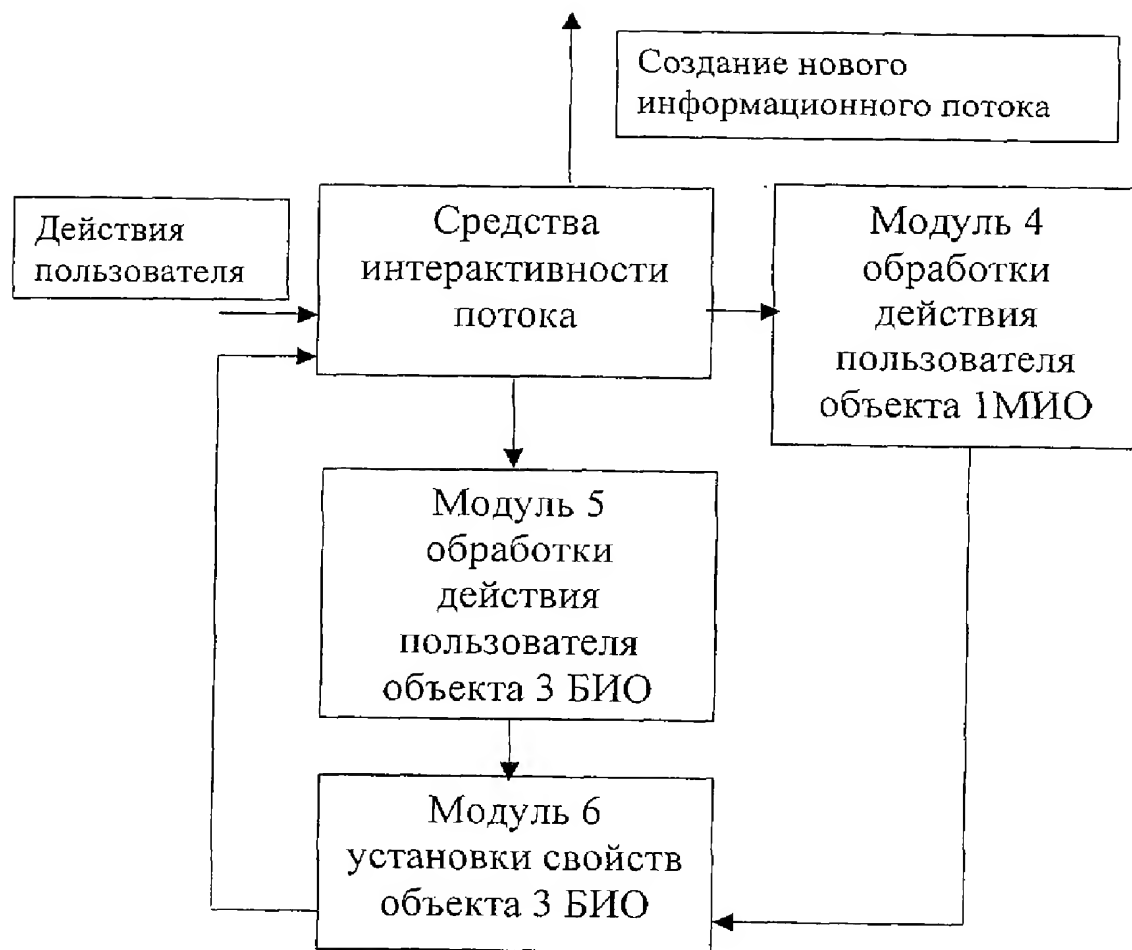 Создание нового
информационного потока
Действия
пользователя
Средства
интерактивности
потока
Модуль 4
обработки
действия
пользователя
объекта 1МИО
Модуль 5
обработки
действия
пользователя
объекта 3 БИО
Модуль 6
установки свойств
объекта 3 БИО